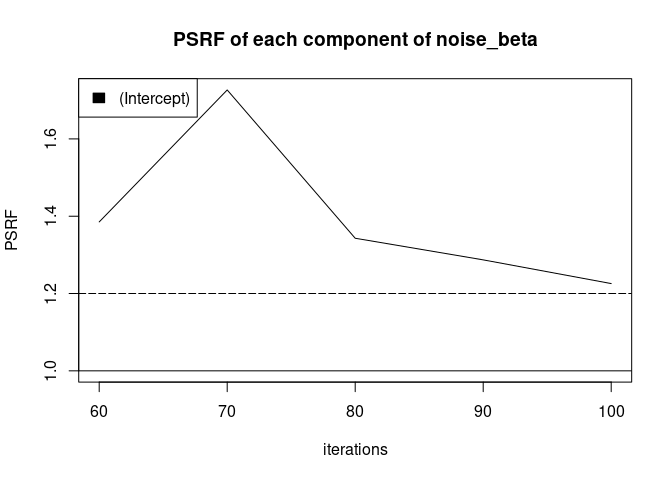 PSRF of each component of noise_beta
(Intercept)
PSRF
1.6
1.4
1.2
1.0
60 70 80 90 100
iterations